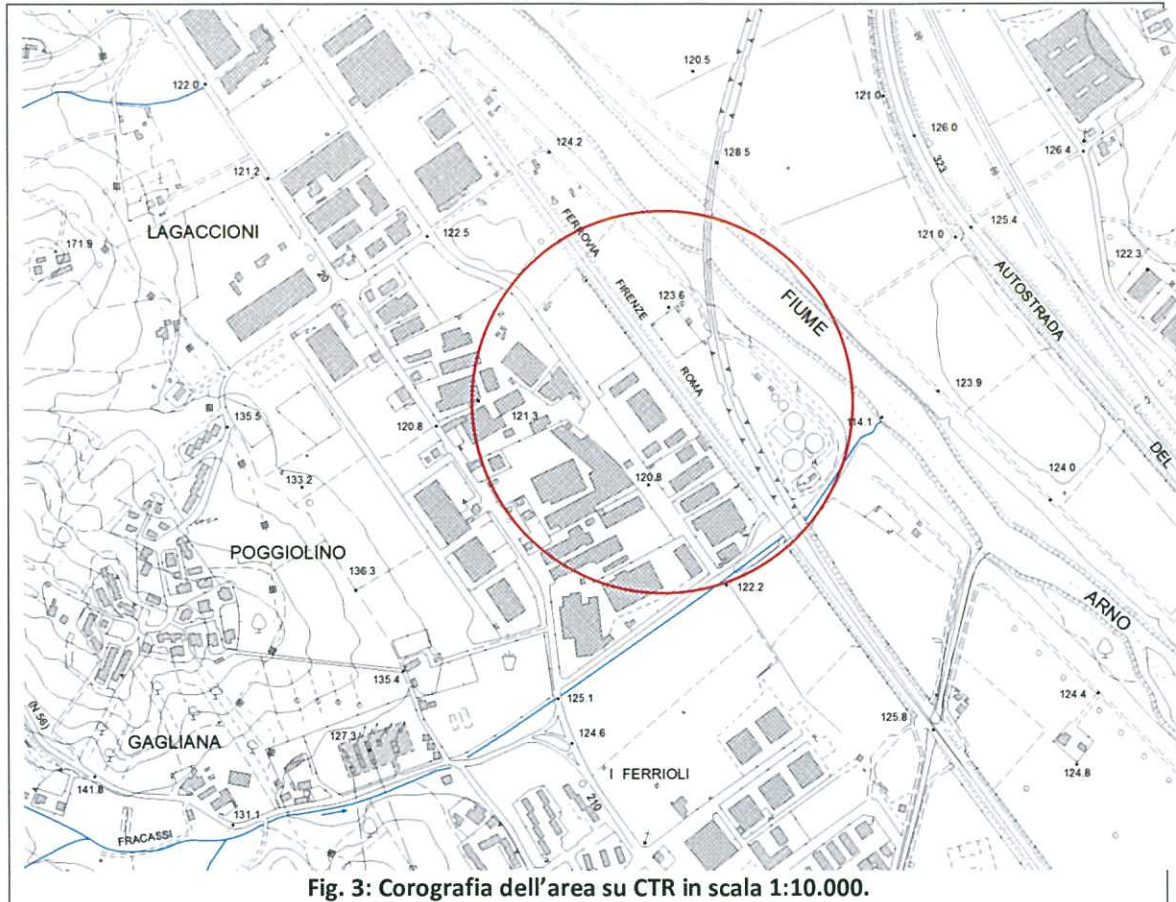 122.0
120.5
121.0
126.0
323
126.4
121.2
124.2
128.5
125.4
121.0
LAGACCIONI
122.5
122.3
171.9
20
FERROVIA
FIRENZE
ROMA
123.6
FIUME
AUTOSTRADA
DEL
123.9
135.5
120.8
121.3
114.1
133.2
120.8
124.0
POGGIOLINO
136.3
122.2
ARNO
135.4
125.1
124.4
(N 56)
127.3
124.6
125.8
GAGLIANA
I FERRIOLI
124.8
141.8
210
131.1
FRACASSI
Fig. 3: Corografia dell'area su CTR in scala 1:10.000.